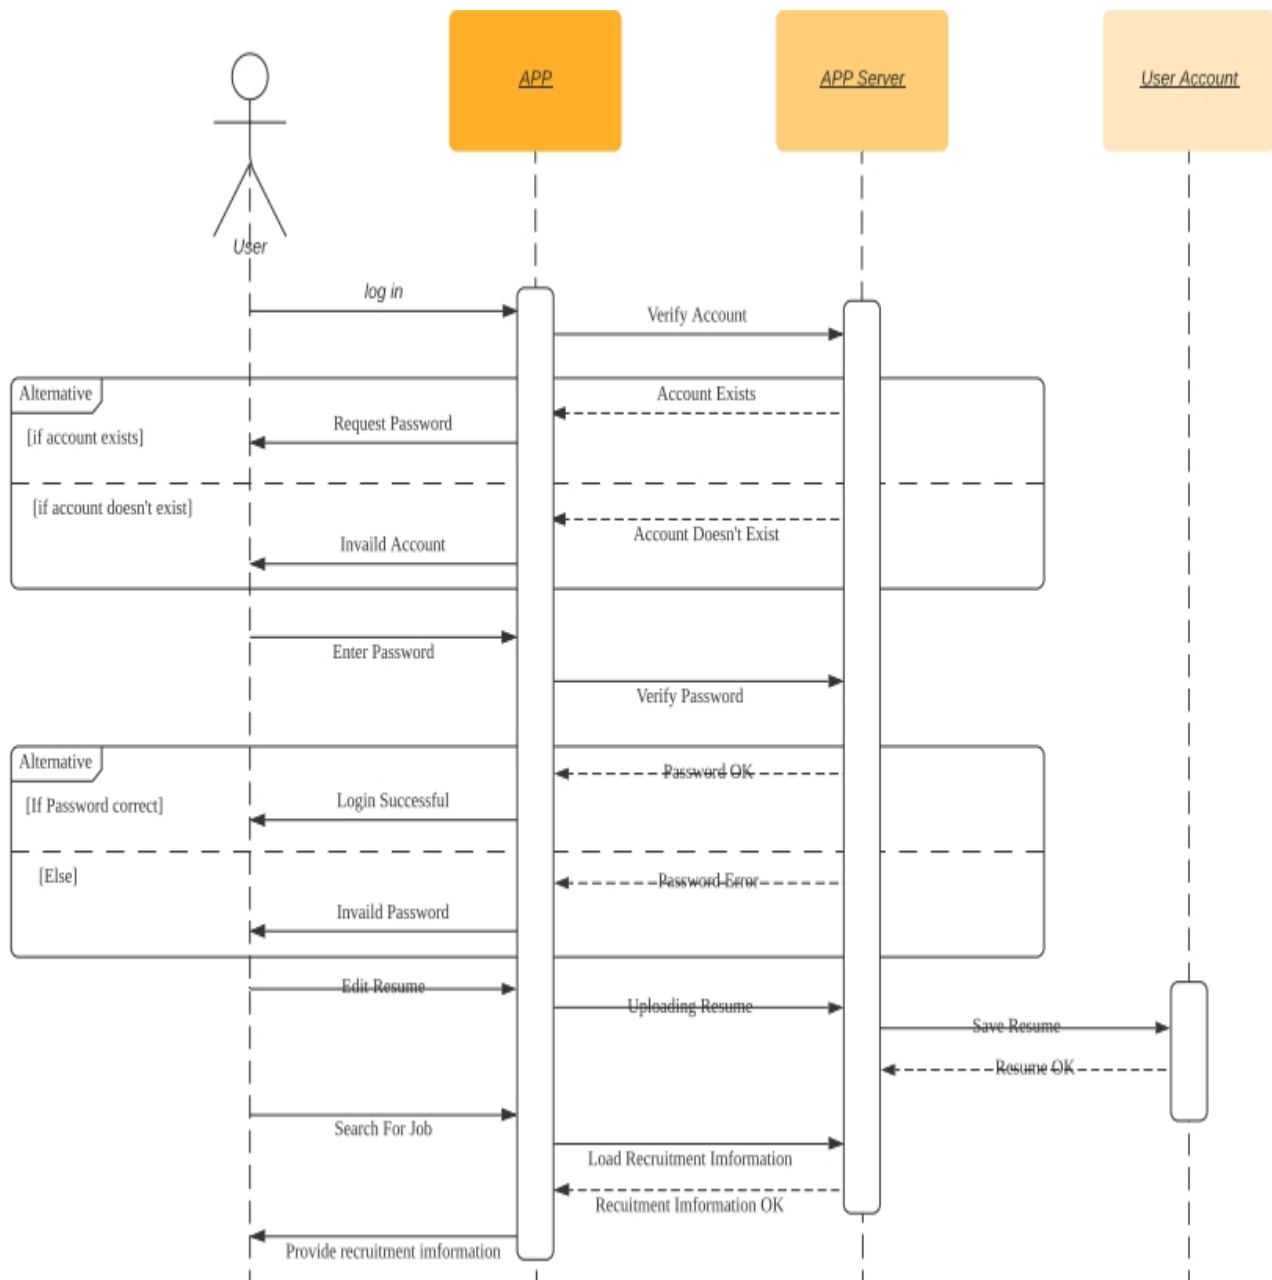 APP
APP Server
User Account
User
log in
Verify Account
Alternative
Account Exists
Request Password
[if account exists]
[if account doesn't exist]
Account Doesn't Exist
Invaild Account
Enter Password
Verify Password
Alternative
Password OK
Login Successful
[If Password correct]
[Else]
Password Error
Invaild Password
Edit Resume
Uploading Resume
Save Resume
Resume OK
Search For Job
Load Recruitment Imformation
Recuitment Imformation OK
Provide recruitment imformation